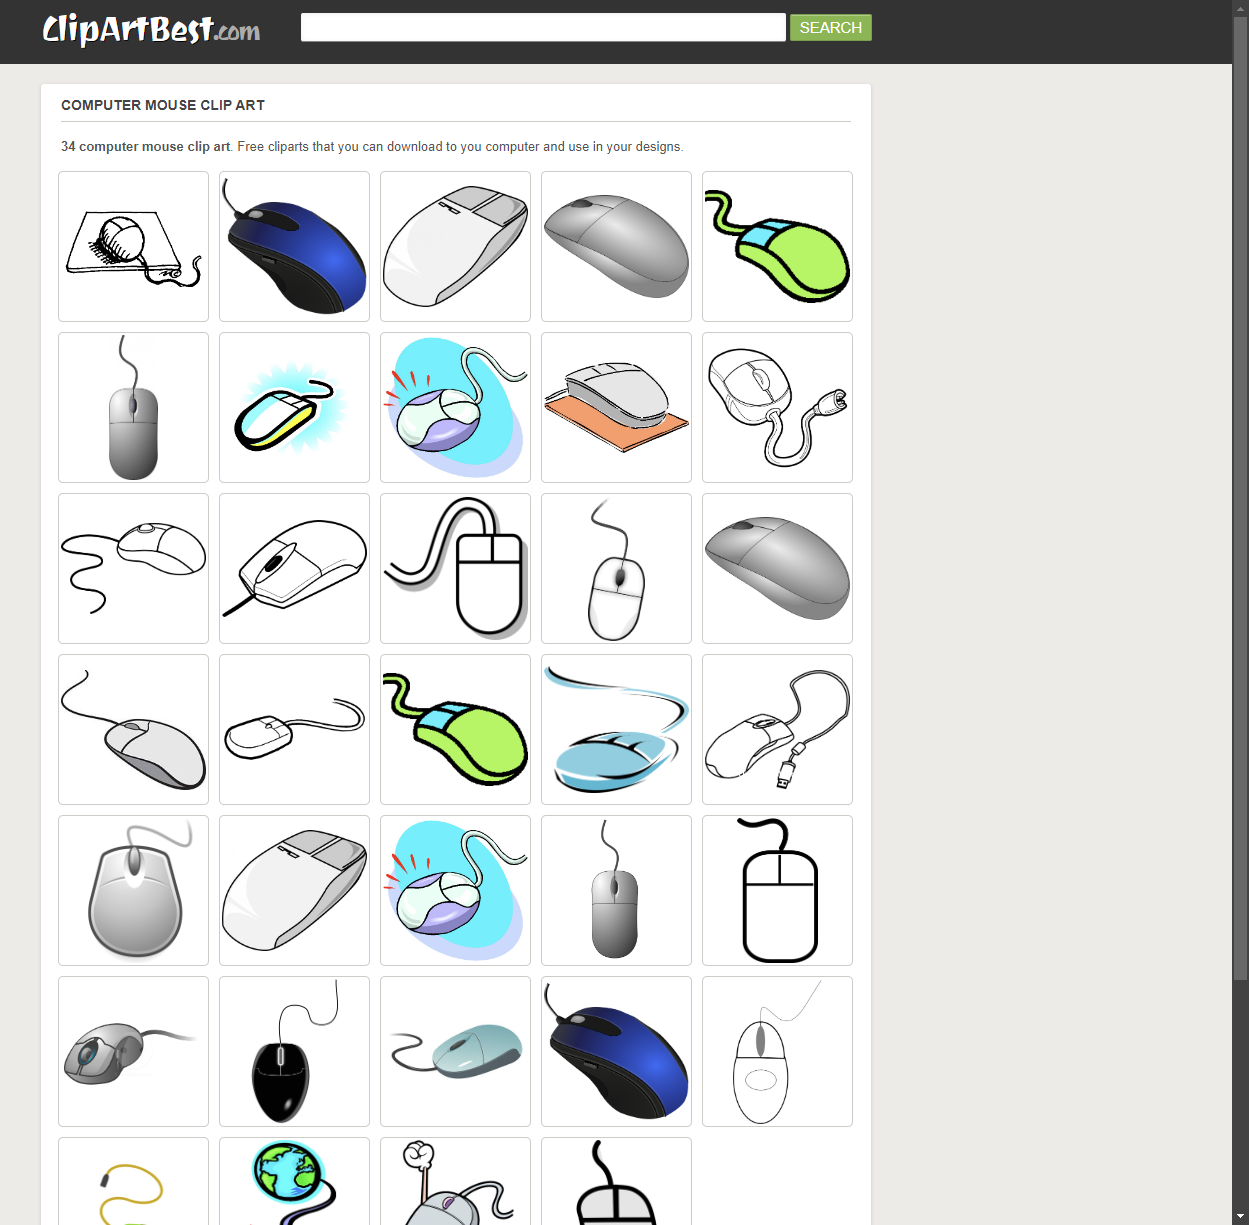 ClipArtBest.com
SEARCH
COMPUTER MOUSE CLIP ART
34 computer mouse clip art. Free cliparts that you can download to you computer and use in your designs.